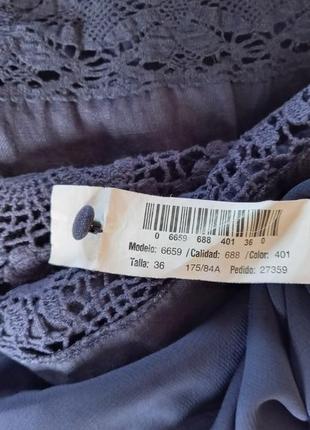 0 6659 688 401 36 0
Modelo: 6659 /Calidad: 688 /Color: 401
Talla: 36 175/84A Pedido: 27359